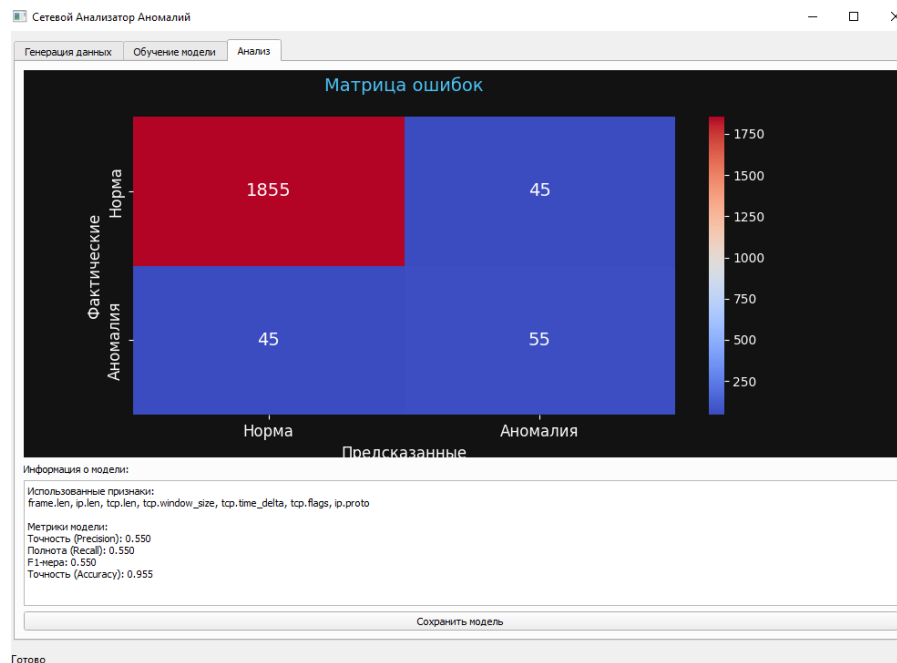 Сетевой Анализатор Аномалий
Генерация данных Обучение модели Анализ
Матрица ошибок
1855 45
45 55
Фактические
Норма
Аномалия
Норма Аномалия
Предсказанные
1750
1500
1250
1000
750
500
250
Информация о модели:
Использованные признаки:
frame.len, ip.len, tcp.len, tcp.window_size, tcp.time_delta, tcp.flags, ip.proto
Метрики модели:
Точность (Precision): 0.550
Полнота (Recall): 0.550
F1-мера: 0.550
Точность (Accuracy): 0.955
Сохранить модель
Готово